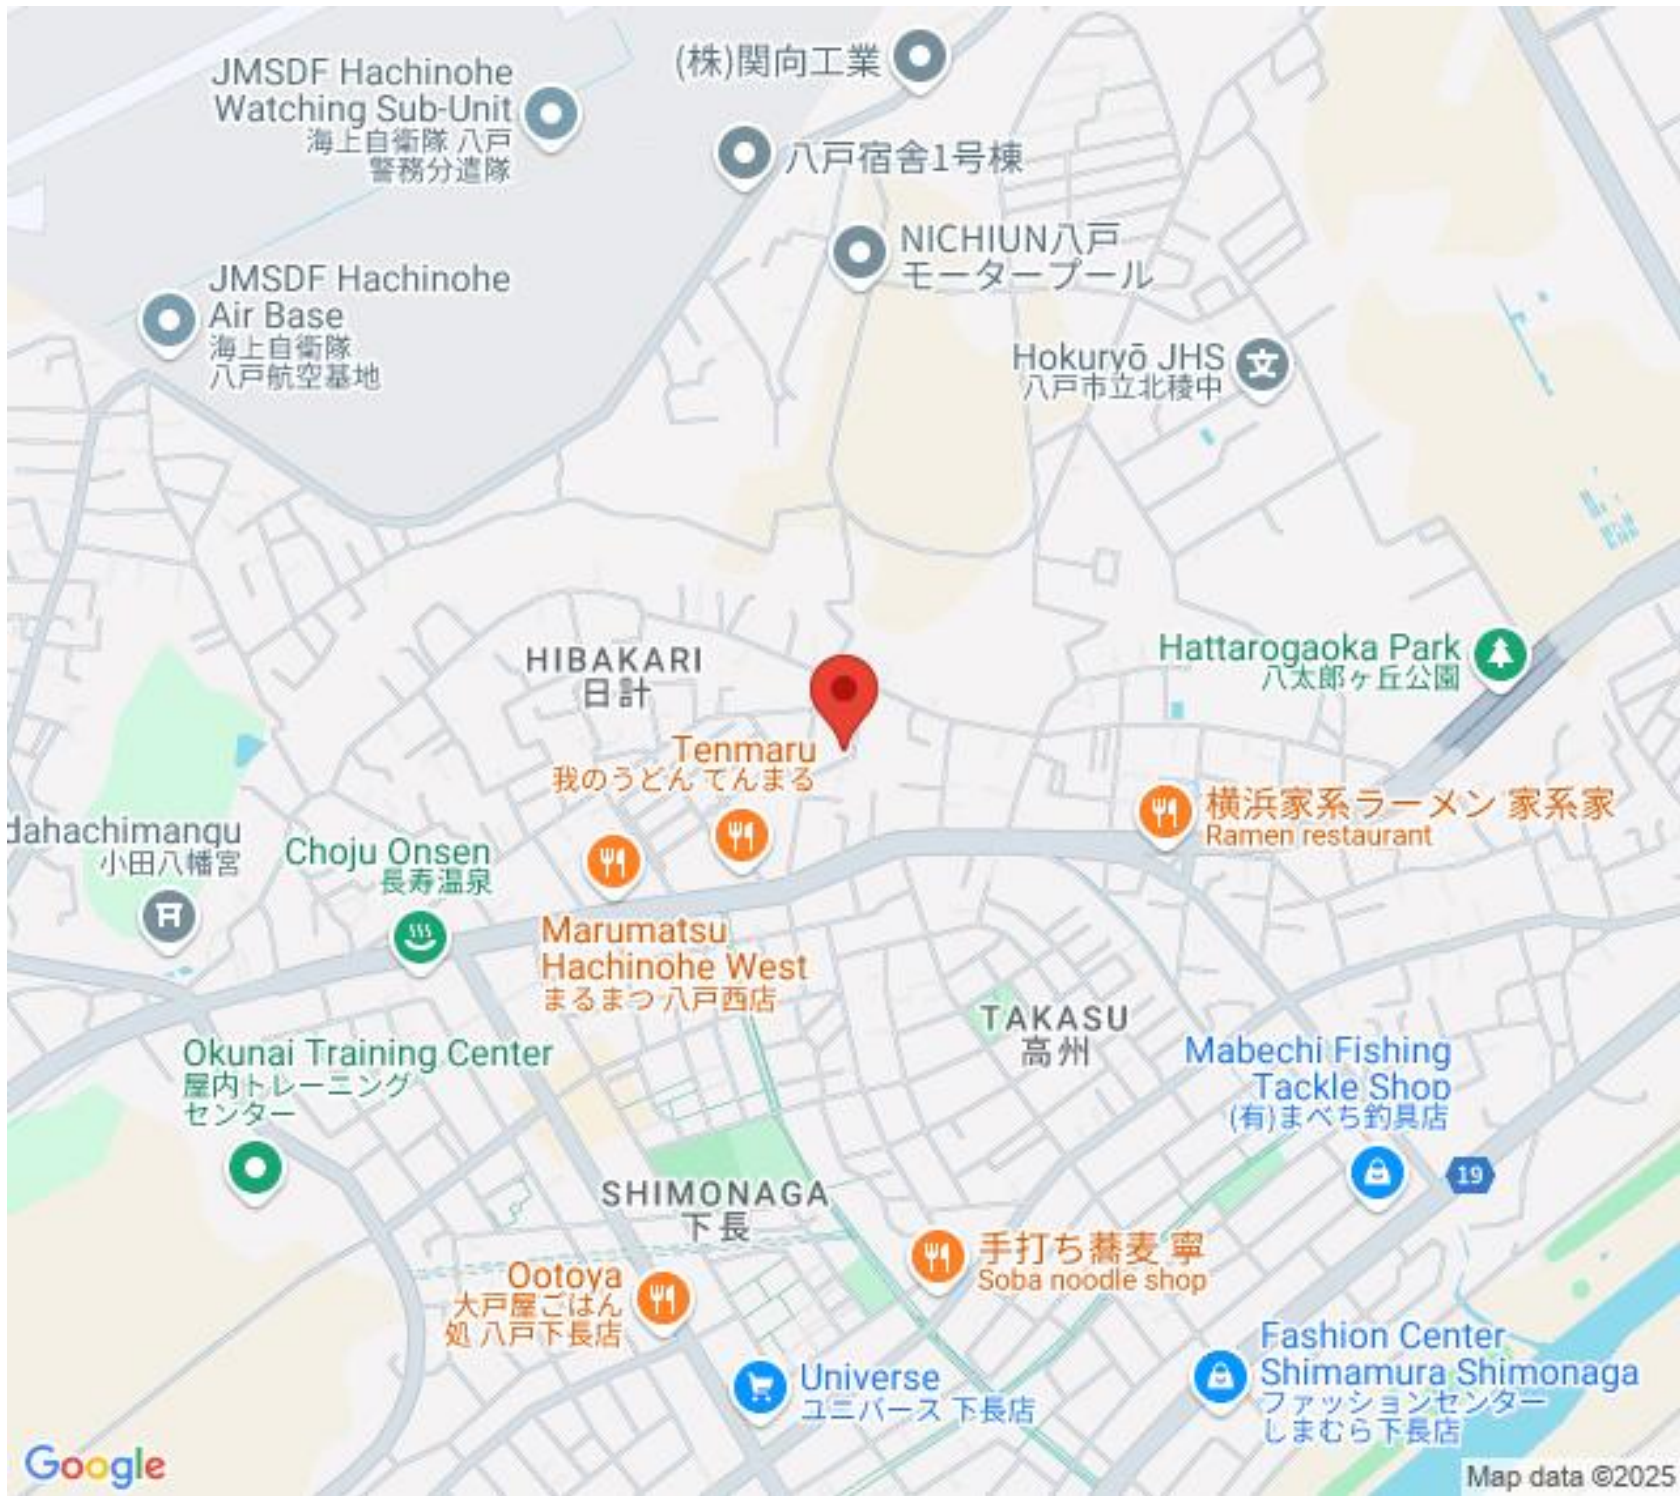 (株)関向工業
JMSDF Hachinohe
Watching Sub-Unit
海上自衛隊 八戸
警務分遣隊
八戸宿舎1号棟
NICHIUN八戸
モータープール
JMSDF Hachinohe
Air Base
海上自衛隊
八戸航空基地
Hokuryō JHS
八戸市立北稜中
HIBAKARI
日計
Hattarogaoka Park
八太郎ヶ丘公園
Tenmaru
我のうどん てんまる
横浜家系ラーメン 家系家
Ramen restaurant
dahachimangu
小田八幡宮
Choju Onsen
長寿温泉
Marumatsu
Hachinohe West
まるまつ 八戸西店
TAKASU
高州
Okunai Training Center
屋内トレーニング
センター
Mabechi Fishing
Tackle Shop
(有)まべち釣具店
19
SHIMONAGA
下長
手打ち蕎麦 寧
Soba noodle shop
Ootoya
大戸屋ごはん
処 八戸下長店
Fashion Center
Shimamura Shimonaga
ファッションセンター
しまむら下長店
Universe
ユニバース 下長店
Google
Map data ©2025